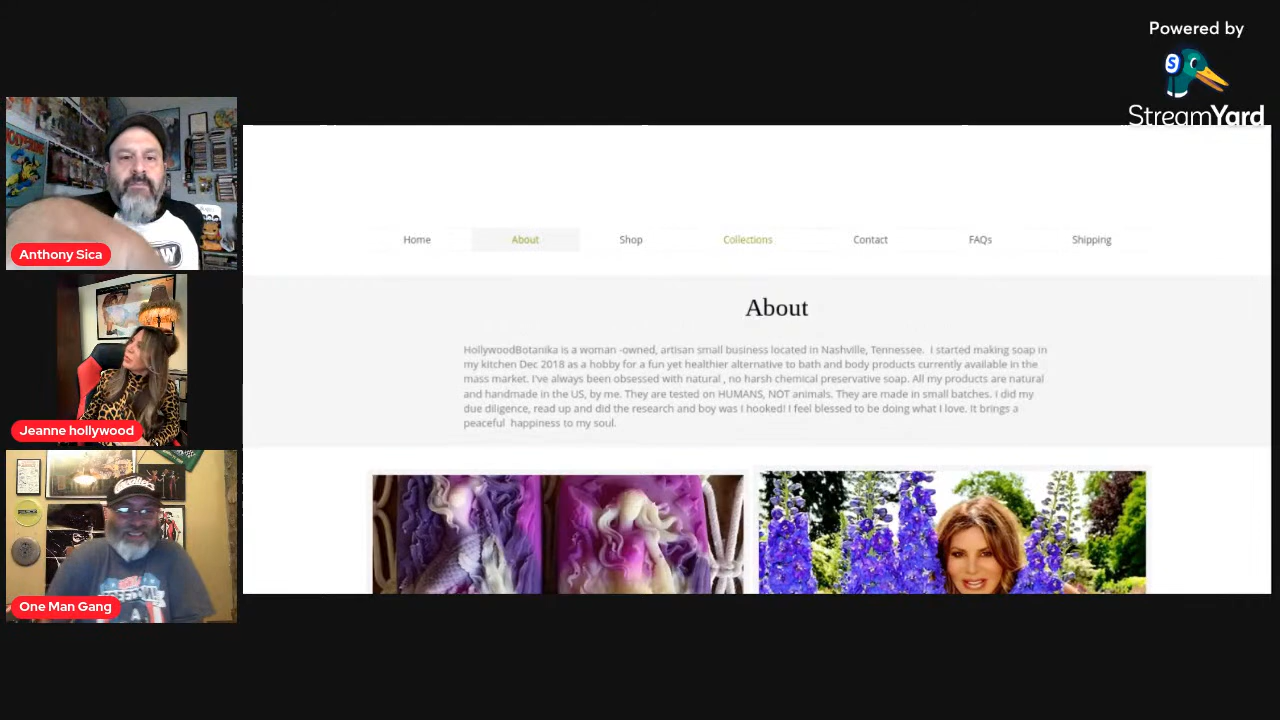 Powered by
StreamYard
WOLVERINE
Anthony Sica
Jeanne hollywood
One Man Gang
Home About Shop Collections Contact FAQs Shipping
About
HollywoodBotanika is a woman -owned, artisan small business located in Nashville, Tennessee. I started making soap in
my kitchen Dec 2018 as a hobby for a fun yet healthier alternative to bath and body products currently available in the
mass market. I've always been obsessed with natural , no harsh chemical preservative soap. All my products are natural
and handmade in the US, by me. They are tested on HUMANS, NOT animals. They are made in small batches. I did my
due diligence, read up and did the research and boy was I hooked! I feel blessed to be doing what I love. It brings a
peaceful happiness to my soul.